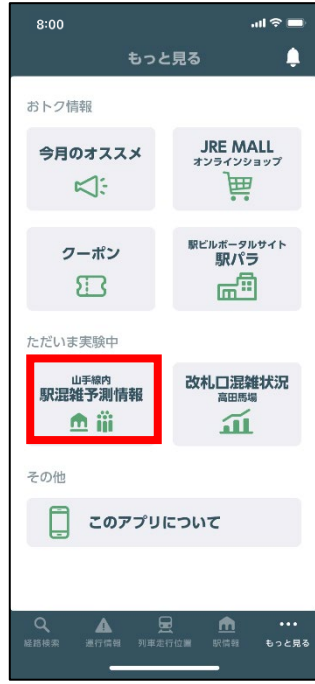 8:00
もっと見る
おトク情報
今月のオススメ
JRE MALL
オンラインショップ
クーポン
駅ビルポータルサイト
駅パラ
ただいま実験中
山手線内
駅混雑予測情報
改札口混雑状況
高田馬場
その他
このアプリについて
経路検索
運行情報
列車走行位置
駅情報
もっと見る